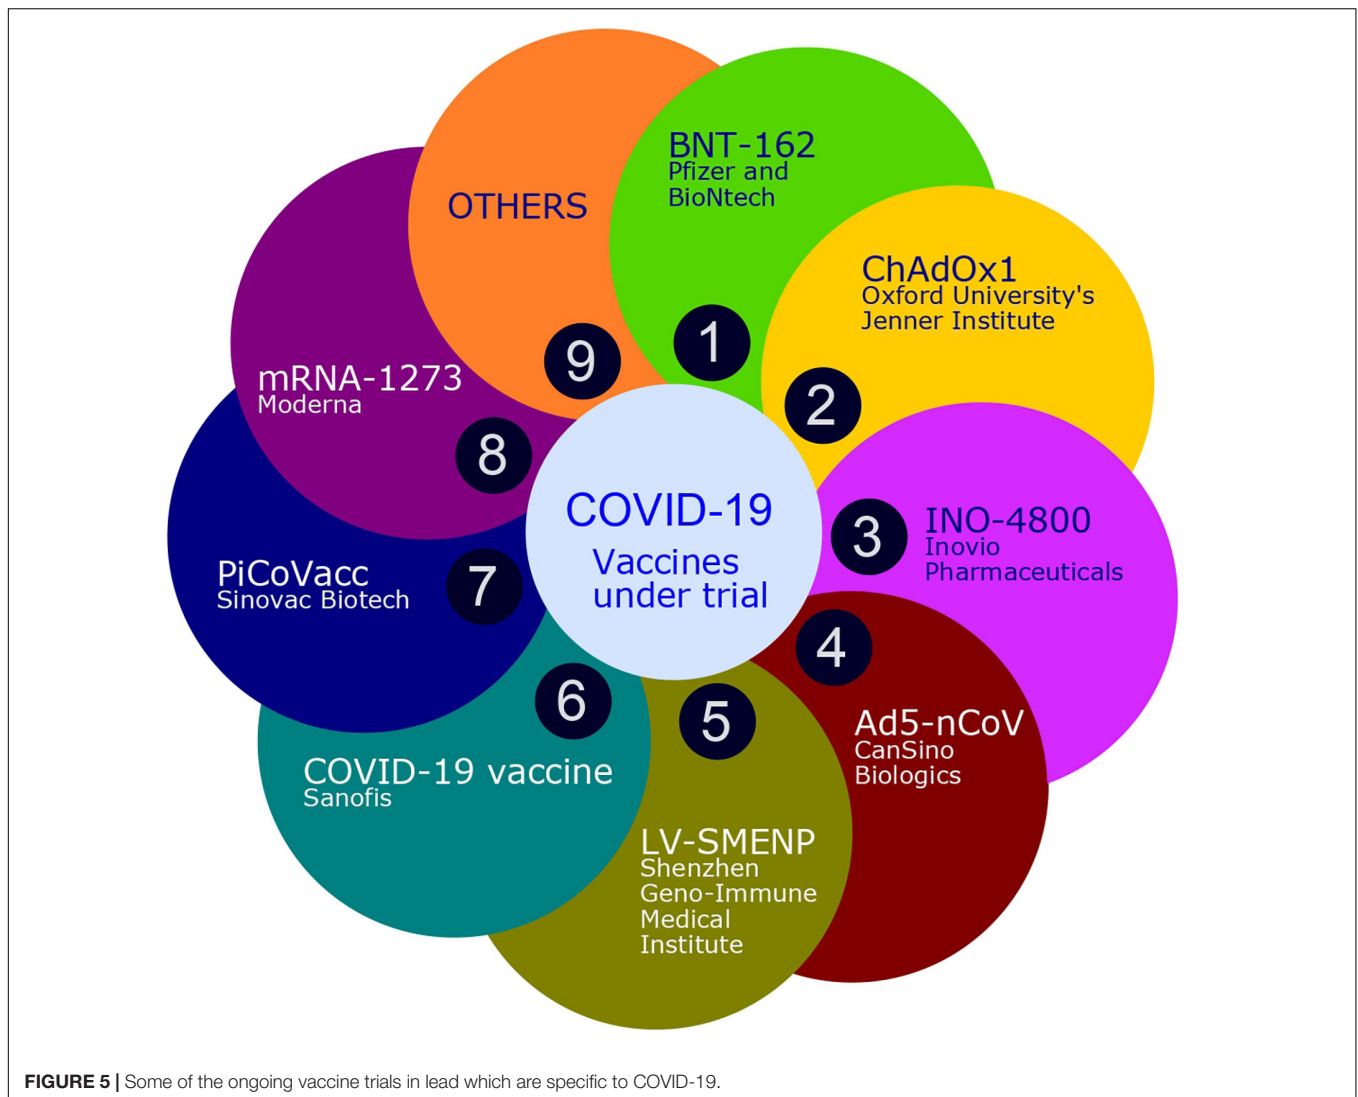 OTHERS
9
BNT-162
Pfizer and
BioNtech
1
ChAdOx1
Oxford University's
Jenner Institute
2
INO-4800
Inovio
Pharmaceuticals
3
Ad5-nCoV
CanSino
Biologics
4
LV-SMENP
Shenzhen
Geno-Immune
Medical
Institute
5
COVID-19 vaccine
Sanofis
6
PiCoVacc
Sinovac Biotech
7
mRNA-1273
Moderna
8
COVID-19
Vaccines
under trial
FIGURE 5 | Some of the ongoing vaccine trials in lead which are specific to COVID-19.